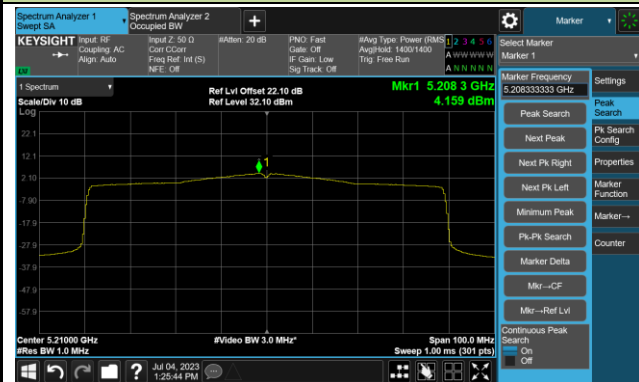 Spectrum Analyzer 1
Swept SA
Spectrum Analyzer 2
Occupied BW
+
Marker
KEYSIGHT
Input: RF
Coupling: AC
Align: Auto
Input Z: 50 Ω
Corr CCorr
Freq Ref: Int (S)
NFE: Off
#Atten: 20 dB
PNO: Fast
Gate: Off
IF Gain: Low
Sig Track: Off
#Avg Type: Power (RMS
Avg|Hold: 1400/1400
Trig: Free Run
1 2 3 4 5 6
A W W W W W
A N N N N N
LXI
Select Marker
Marker 1
1 Spectrum
Scale/Div 10 dB
Log
Ref Lvl Offset 22.10 dB
Ref Level 32.10 dBm
Mkr1 5.208 3 GHz
4.159 dBm
22.1
12.1
2.10
-7.90
-17.9
-27.9
-37.9
-47.9
-57.9
1
Center 5.21000 GHz
#Res BW 1.0 MHz
#Video BW 3.0 MHz*
Span 100.0 MHz
Sweep 1.00 ms (301 pts)
Marker Frequency
5.208333333 GHz
Peak Search
Next Peak
Next Pk Right
Next Pk Left
Minimum Peak
Pk-Pk Search
Marker Delta
Mkr→CF
Mkr→Ref Lvl
Continuous Peak
Search
On
Off
Settings
Peak
Search
Pk Search
Config
Properties
Marker
Function
Marker→
Counter
?
Jul 04, 2023
1:25:44 PM